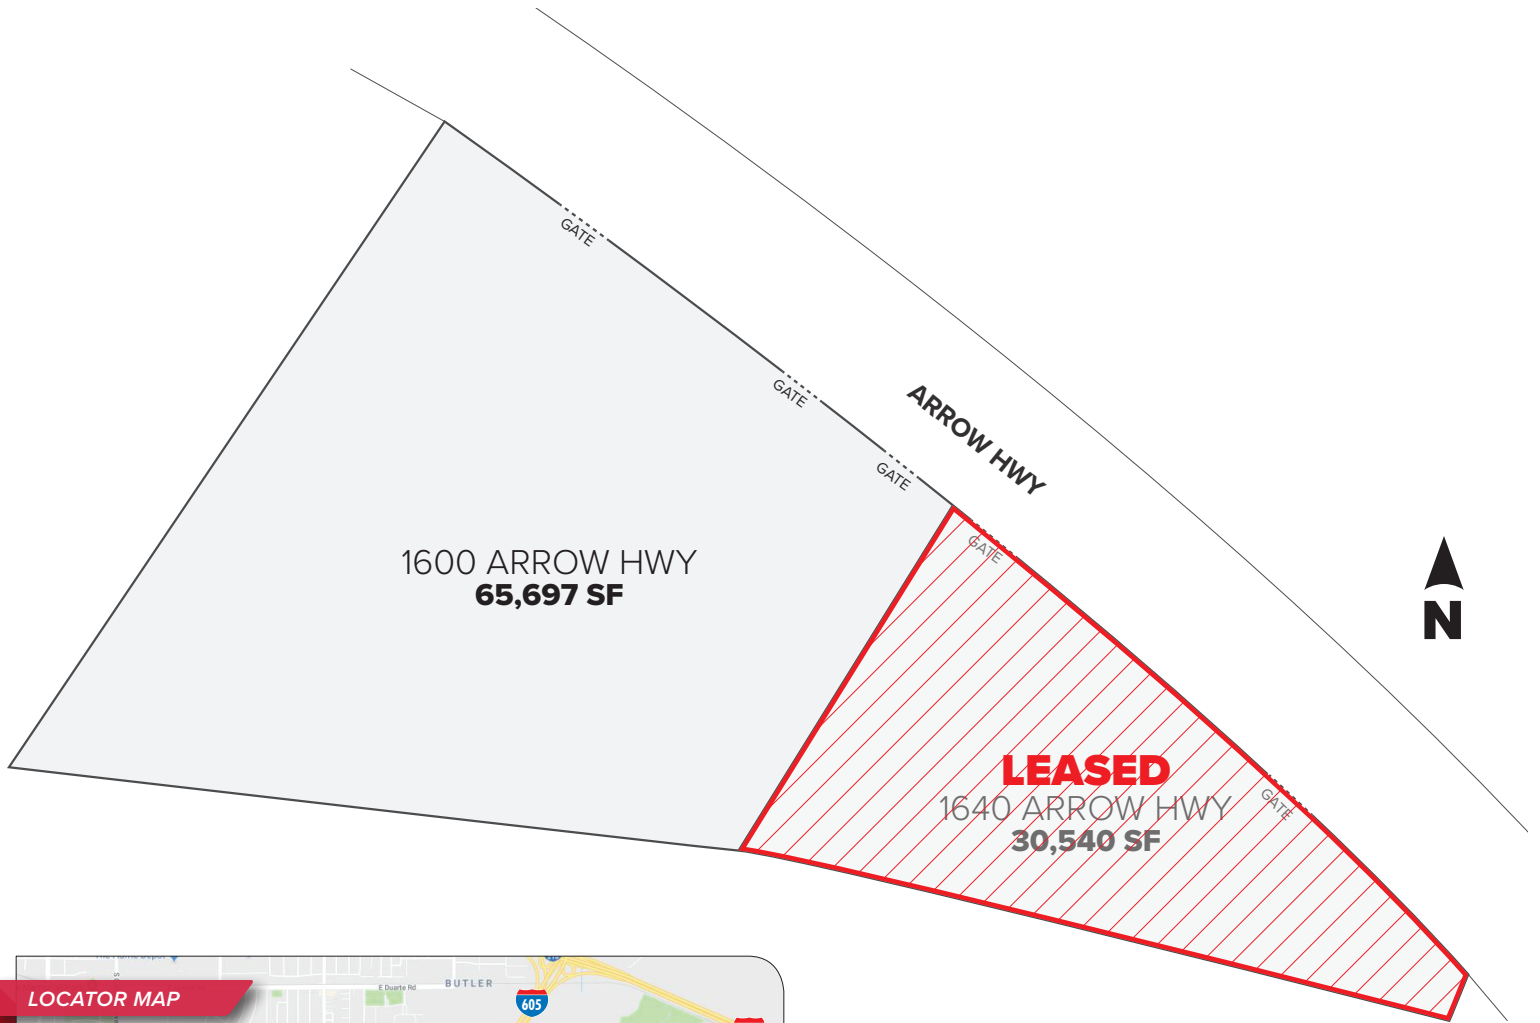 GATE
GATE
ARROW HWY
GATE
GATE
1600 ARROW HWY
65,697 SF
N
LEASED
1640 ARROW HWY
30,540 SF
GATE
LOCATOR MAP
E Duarte Rd
BUTLER
605